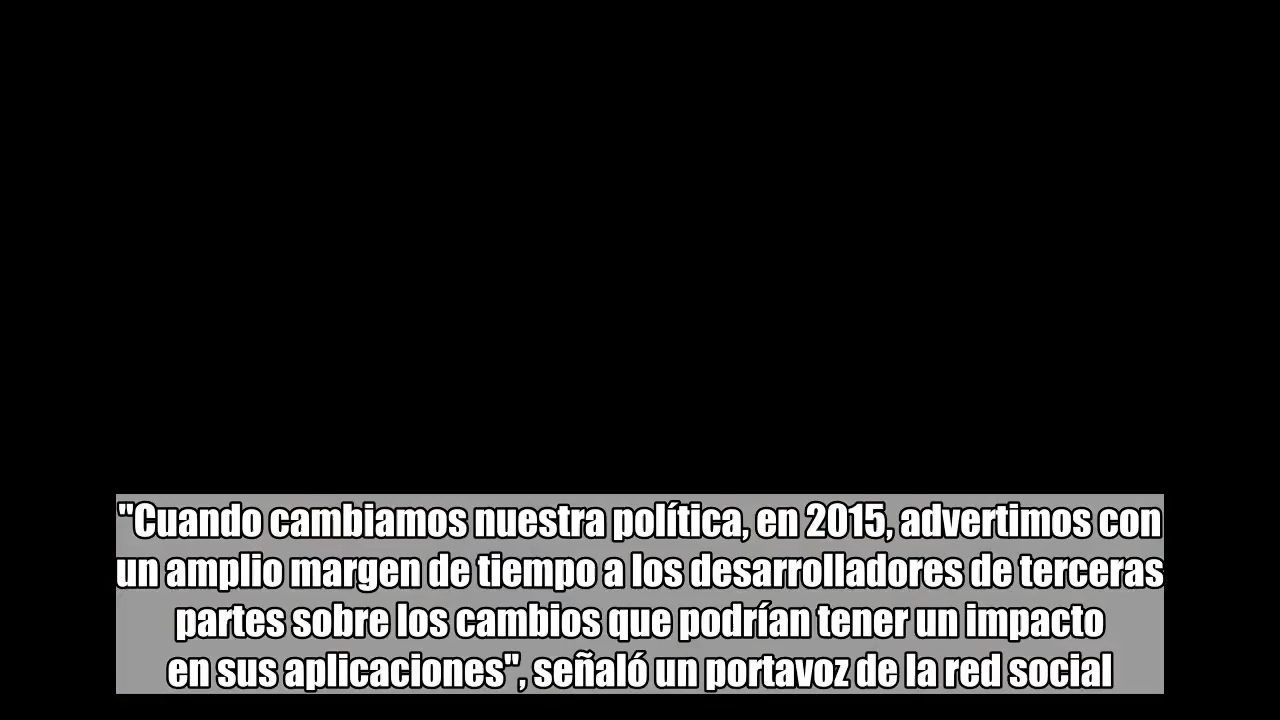 "Cuando cambiamos nuestra política, en 2015, advertimos con
un amplio margen de tiempo a los desarrolladores de terceras
partes sobre los cambios que podrían tener un impacto
en sus aplicaciones", señaló un portavoz de la red social